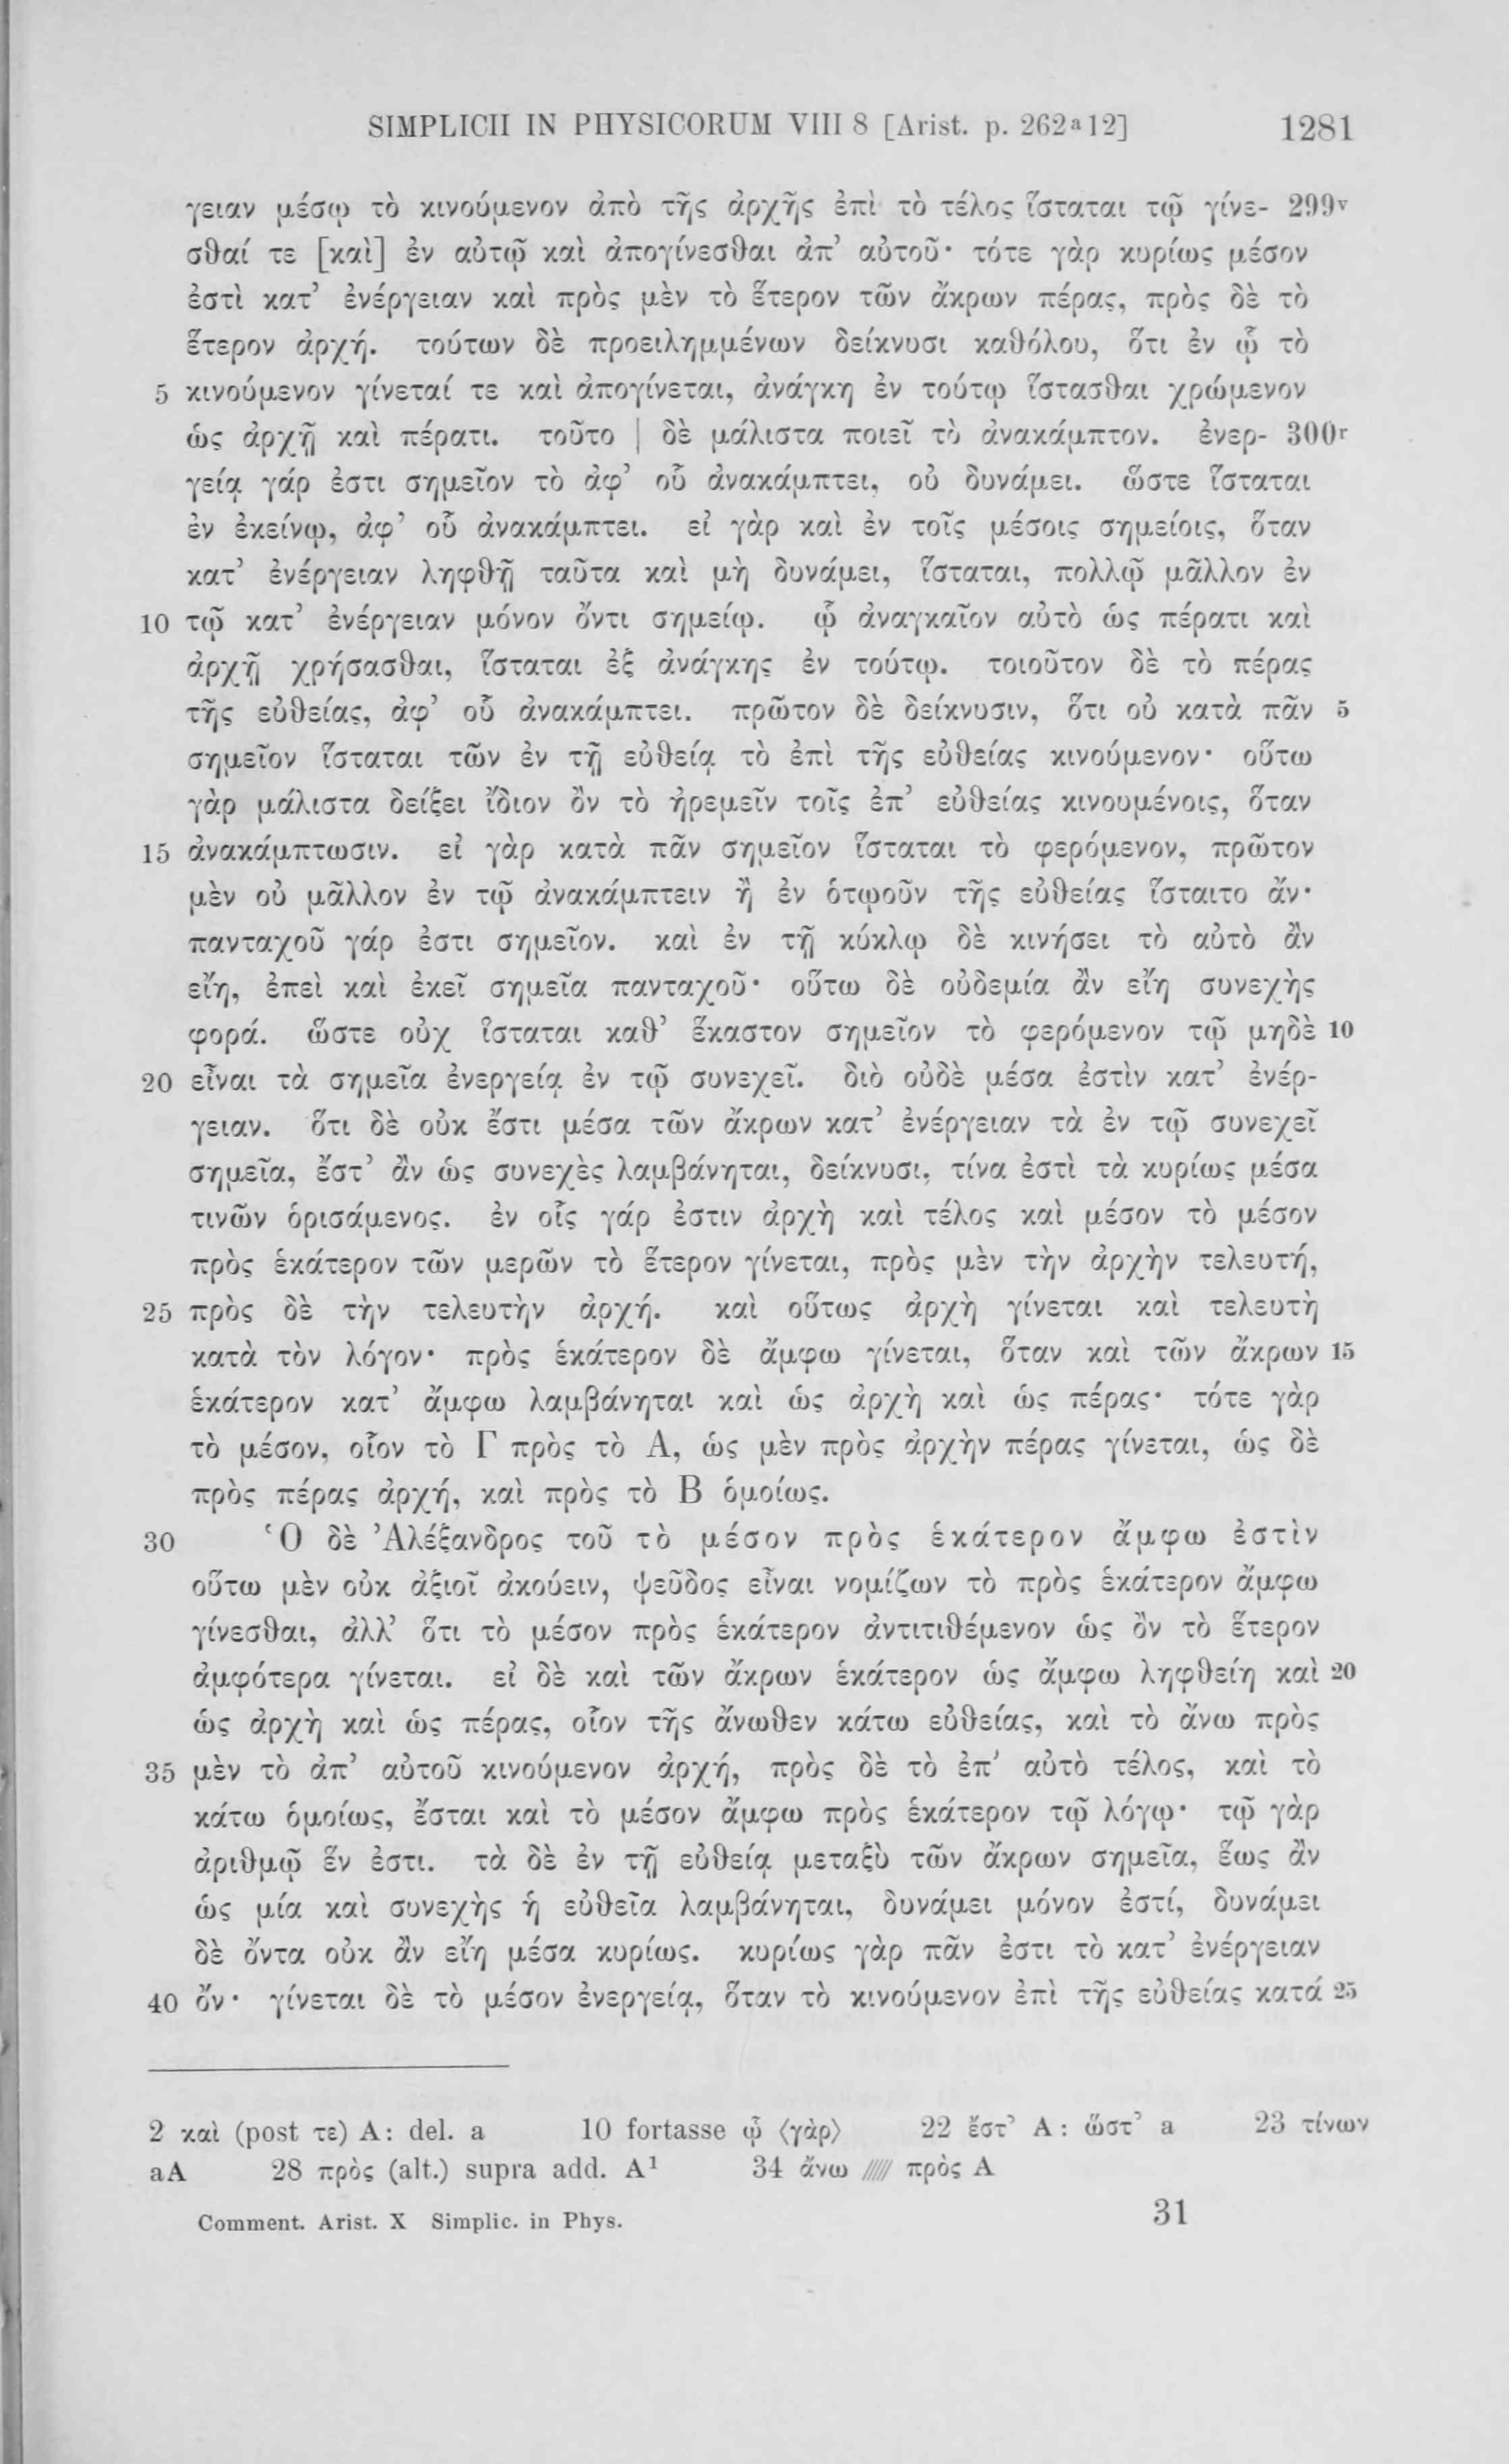 SIMPLICII IN PHYSICORUM VIII 8 [Arist. p. 262a12] 1281
γειαν μέσῳ τὸ κινούμενον ἀπὸ τῆς ἀρχῆς ἐπὶ τὸ τέλος ἵσταται τῷ γίνε- 299v
σθαί τε [καὶ] ἐν αὐτῷ καὶ ἀπογίνεσθαι ἀπ’ αὐτοῦ· τότε γὰρ κυρίως μέσον
ἐστὶ κατ’ ἐνέργειαν καὶ πρὸς μὲν τὸ ἕτερον τῶν ἄκρων πέρας, πρὸς δὲ τὸ
ἕτερον ἀρχή. τούτων δὲ προειλημμένων δείκνυσι καθόλου, ὅτι ἐν ᾧ τὸ
5 κινούμενον γίνεταί τε καὶ ἀπογίνεται, ἀνάγκη ἐν τούτῳ ἵστασθαι χρώμενον
ὡς ἀρχῇ καὶ πέρατι. τοῦτο | δὲ μάλιστα ποιεῖ τὸ ἀνακάμπτον. ἐνερ- 300r
γείᾳ γάρ ἐστι σημεῖον τὸ ἀφ’ οὗ ἀνακάμπτει, οὐ δυνάμει. ὥστε ἵσταται
ἐν ἐκείνῳ, ἀφ’ οὗ ἀνακάμπτει. εἰ γὰρ καὶ ἐν τοῖς μέσοις σημείοις, ὅταν
κατ’ ἐνέργειαν ληφθῇ ταῦτα καὶ μὴ δυνάμει, ἵσταται, πολλῷ μᾶλλον ἐν
10 τῷ κατ’ ἐνέργειαν μόνον ὄντι σημείῳ. ᾧ ἀναγκαῖον αὐτὸ ὡς πέρατι καὶ
ἀρχῇ χρήσασθαι, ἵσταται ἐξ ἀνάγκης ἐν τούτῳ. τοιοῦτον δὲ τὸ πέρας
τῆς εὐθείας, ἀφ’ οὗ ἀνακάμπτει. πρῶτον δὲ δείκνυσιν, ὅτι οὐ κατὰ πᾶν 5
σημεῖον ἵσταται τῶν ἐν τῇ εὐθείᾳ τὸ ἐπὶ τῆς εὐθείας κινούμενον· οὕτω
γὰρ μάλιστα δείξει ἴδιον ὂν τὸ ἠρεμεῖν τοῖς ἐπ’ εὐθείας κινουμένοις, ὅταν
15 ἀνακάμπτωσιν. εἰ γὰρ κατὰ πᾶν σημεῖον ἵσταται τὸ φερόμενον, πρῶτον
μὲν οὐ μᾶλλον ἐν τῷ ἀνακάμπτειν ἢ ἐν ὁτῳοῦν τῆς εὐθείας ἵσταιτο ἄν·
πανταχοῦ γάρ ἐστι σημεῖον. καὶ ἐν τῇ κύκλῳ δὲ κινήσει τὸ αὐτὸ ἂν
εἴη, ἐπεὶ καὶ ἐκεῖ σημεῖα πανταχοῦ· οὕτω δὲ οὐδεμία ἂν εἴη συνεχὴς
φορά. ὥστε οὐχ ἵσταται καθ’ ἕκαστον σημεῖον τὸ φερόμενον τῷ μηδὲ 10
20 εἶναι τὰ σημεῖα ἐνεργείᾳ ἐν τῷ συνεχεῖ. διὸ οὐδὲ μέσα ἐστὶν κατ’ ἐνέρ-
γειαν. ὅτι δὲ οὐκ ἔστι μέσα τῶν ἄκρων κατ’ ἐνέργειαν τὰ ἐν τῷ συνεχεῖ
σημεῖα, ἔστ’ ἂν ὡς συνεχὲς λαμβάνηται, δείκνυσι, τίνα ἐστὶ τὰ κυρίως μέσα
τινῶν ὁρισάμενος. ἐν οἷς γάρ ἐστιν ἀρχὴ καὶ τέλος καὶ μέσον τὸ μέσον
πρὸς ἑκάτερον τῶν μερῶν τὸ ἕτερον γίνεται, πρὸς μὲν τὴν ἀρχὴν τελευτή,
25 πρὸς δὲ τὴν τελευτὴν ἀρχή. καὶ οὕτως ἀρχὴ γίνεται καὶ τελευτὴ
κατὰ τὸν λόγον· πρὸς ἑκάτερον δὲ ἄμφω γίνεται, ὅταν καὶ τῶν ἄκρων 15
ἑκάτερον κατ’ ἄμφω λαμβάνηται καὶ ὡς ἀρχὴ καὶ ὡς πέρας· τότε γὰρ
τὸ μέσον, οἷον τὸ Γ πρὸς τὸ Α, ὡς μὲν πρὸς ἀρχὴν πέρας γίνεται, ὡς δὲ
πρὸς πέρας ἀρχή, καὶ πρὸς τὸ Β ὁμοίως.
30 Ὁ δὲ Ἀλέξανδρος τοῦ τὸ μέσον πρὸς ἑκάτερον ἄμφω ἐστὶν
οὕτω μὲν οὐκ ἀξιοῖ ἀκούειν, ψεῦδος εἶναι νομίζων τὸ πρὸς ἑκάτερον ἄμφω
γίνεσθαι, ἀλλ’ ὅτι τὸ μέσον πρὸς ἑκάτερον ἀντιτιθέμενον ὡς ὂν τὸ ἕτερον
ἀμφότερα γίνεται. εἰ δὲ καὶ τῶν ἄκρων ἑκάτερον ὡς ἄμφω ληφθείη καὶ 20
ὡς ἀρχὴ καὶ ὡς πέρας, οἷον τῆς ἄνωθεν κάτω εὐθείας, καὶ τὸ ἄνω πρὸς
35 μὲν τὸ ἀπ’ αὐτοῦ κινούμενον ἀρχή, πρὸς δὲ τὸ ἐπ’ αὐτὸ τέλος, καὶ τὸ
κάτω ὁμοίως, ἔσται καὶ τὸ μέσον ἄμφω πρὸς ἑκάτερον τῷ λόγῳ· τῷ γὰρ
ἀριθμῷ ἕν ἐστι. τὰ δὲ ἐν τῇ εὐθείᾳ μεταξὺ τῶν ἄκρων σημεῖα, ἕως ἂν
ὡς μία καὶ συνεχὴς ἡ εὐθεῖα λαμβάνηται, δυνάμει μόνον ἐστί, δυνάμει
δὲ ὄντα οὐκ ἂν εἴη μέσα κυρίως. κυρίως γὰρ πᾶν ἐστι τὸ κατ’ ἐνέργειαν
40 ὄν· γίνεται δὲ τὸ μέσον ἐνεργείᾳ, ὅταν τὸ κινούμενον ἐπὶ τῆς εὐθείας κατά 25
2 καὶ (post τε) A: del. a 10 fortasse ᾧ ⟨γὰρ⟩ 22 ἔστ’ A: ὥστ’ a 23 τίνων
aA 28 πρὸς (alt.) supra add. A¹ 34 ἄνω ///// πρὸς A
Comment. Arist. X Simplic. in Phys. 31